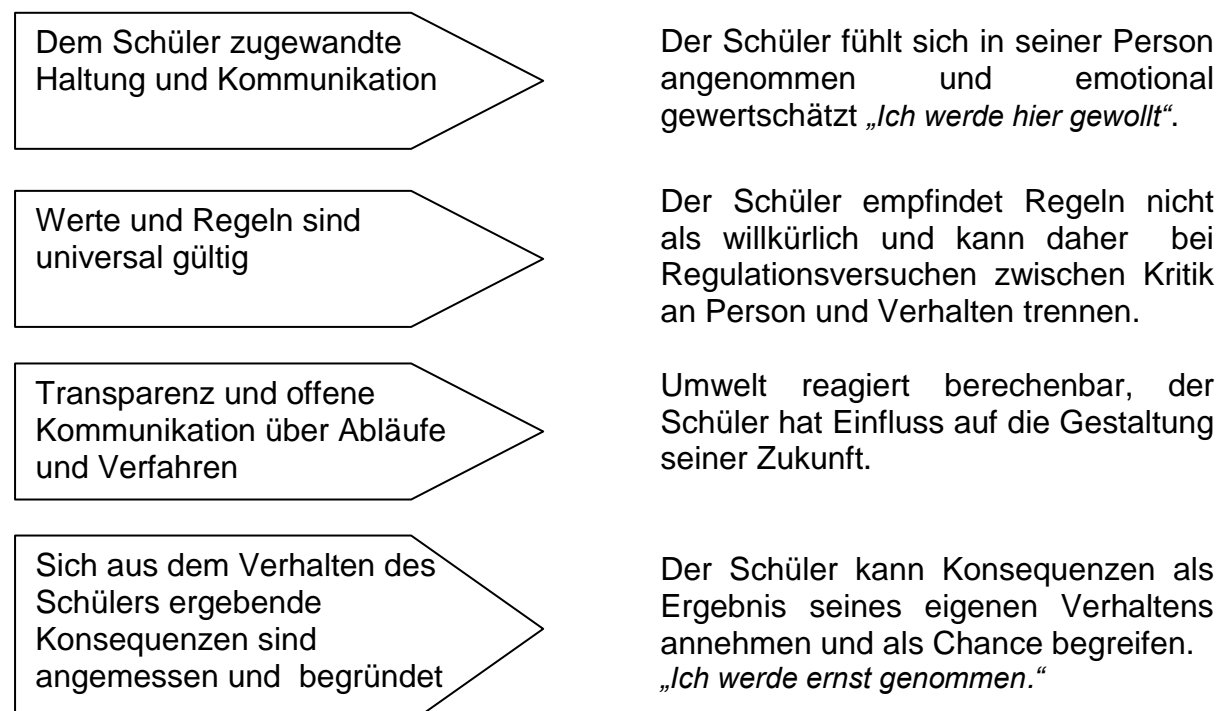 Dem Schüler zugewandte
Haltung und Kommunikation
Der Schüler fühlt sich in seiner Person
angenommen und emotional
gewertschätzt „Ich werde hier gewollt“.
Werte und Regeln sind
universal gültig
Der Schüler empfindet Regeln nicht
als willkürlich und kann daher bei
Regulationsversuchen zwischen Kritik
an Person und Verhalten trennen.
Transparenz und offene
Kommunikation über Abläufe
und Verfahren
Umwelt reagiert berechenbar, der
Schüler hat Einfluss auf die Gestaltung
seiner Zukunft.
Sich aus dem Verhalten des
Schülers ergebende
Konsequenzen sind
angemessen und begründet
Der Schüler kann Konsequenzen als
Ergebnis seines eigenen Verhaltens
annehmen und als Chance begreifen.
„Ich werde ernst genommen.“